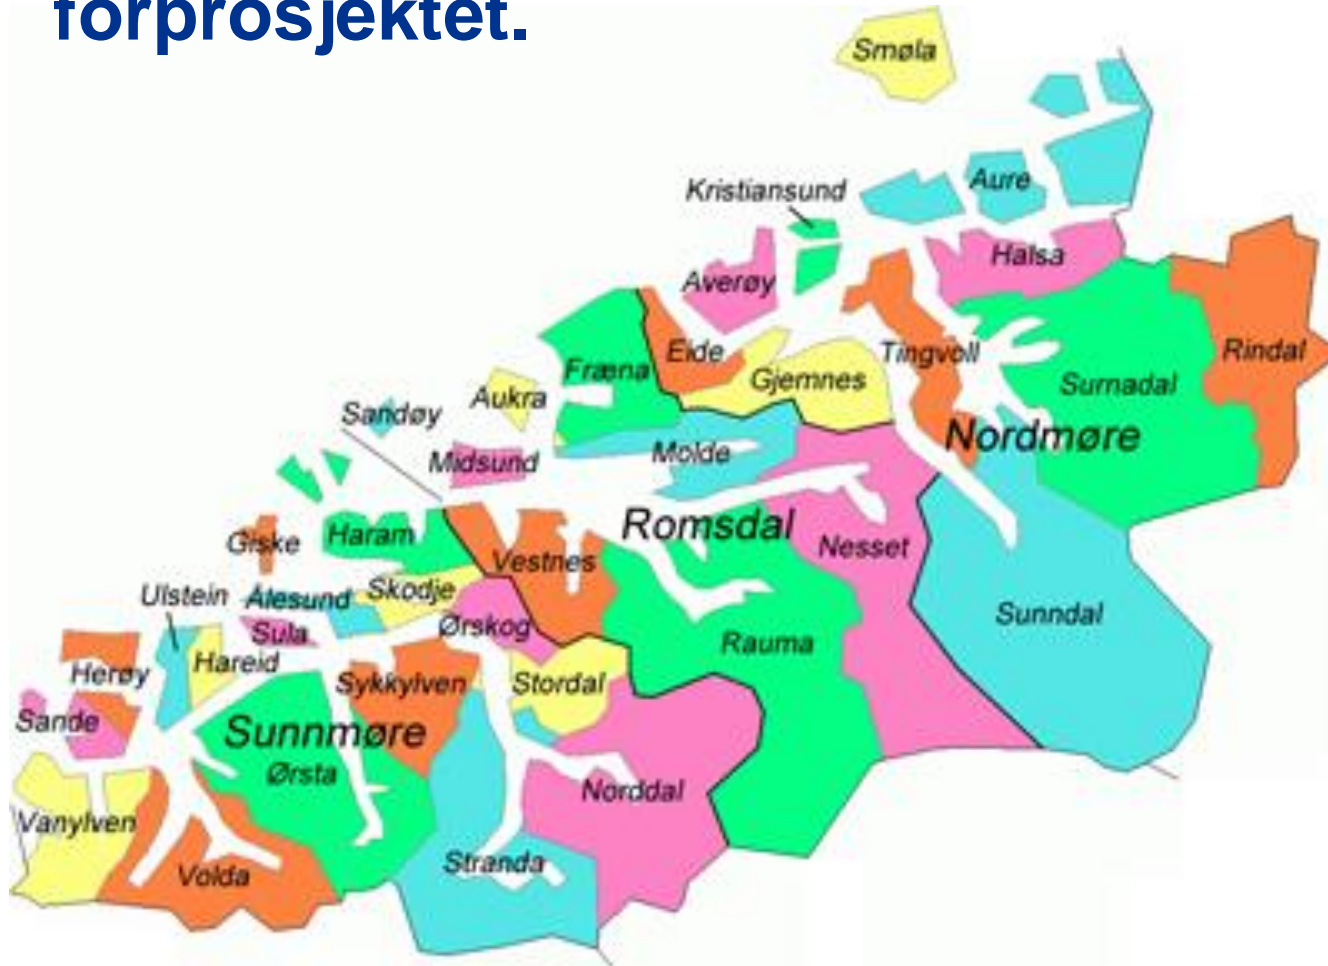 forprosjektet.
Smøla
Aure
Kristiansund
Halsa
Averøy
Eide
Tingvoll
Rindal
Fræna
Gjemnes
Surnadal
Aukra
Sandøy
Nordmøre
Molde
Midsund
Romsdal
Haram
Giske
Nesset
Vestnes
Skodje
Ulstein
Ålesund
Sunndal
Ørskog
Sula
Rauma
Hareid
Herøy
Sykkylven
Stordal
Sande
Sunnmøre
Ørsta
Norddal
Vanylven
Stranda
Volda